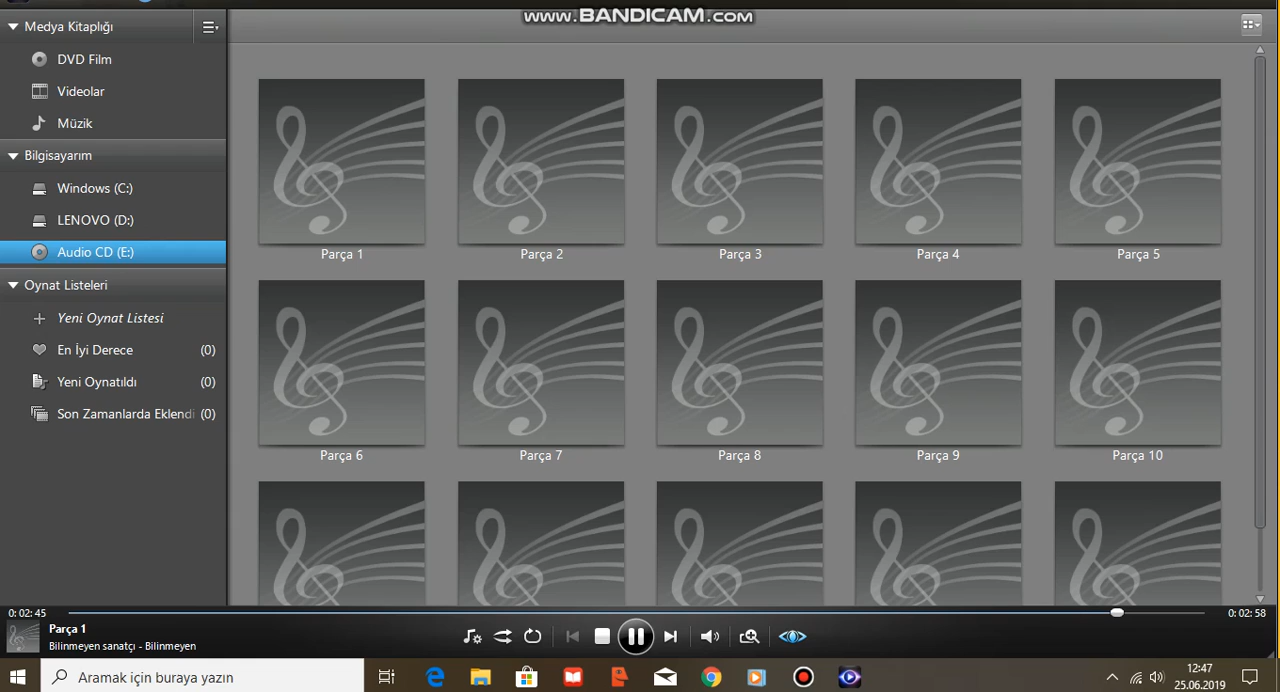 www.BANDICAM.com
Medya Kitaplığı
DVD Film
Videolar
Müzik
Bilgisayarım
Windows (C:)
LENOVO (D:)
Audio CD (E:)
Oynat Listeleri
Yeni Oynat Listesi
En İyi Derece (0)
Yeni Oynatıldı (0)
Son Zamanlarda Eklendi (0)
Parça 1 Parça 2 Parça 3 Parça 4 Parça 5
Parça 6 Parça 7 Parça 8 Parça 9 Parça 10
0: 02: 45 0: 02: 58
Parça 1
Bilinmeyen sanatçı - Bilinmeyen
Aramak için buraya yazın
12:47
25.06.2019